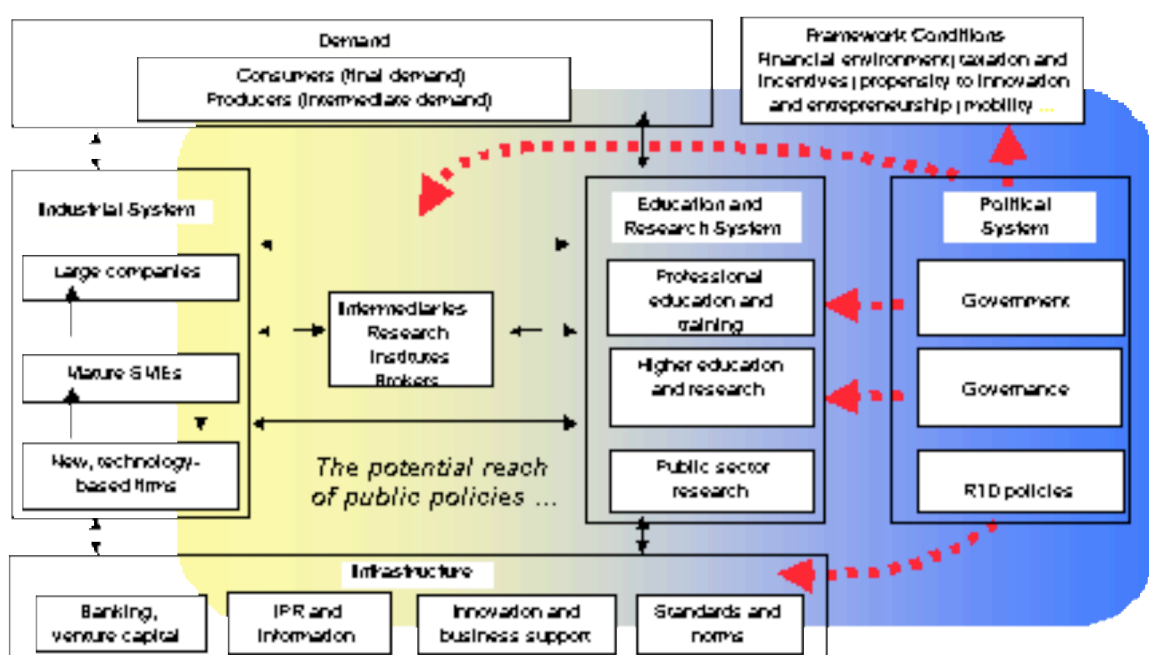 Demand
Consumers (final demand)
Producers (intermediate demand)
Framework Conditions
Financial environment; taxation and
incentives; propensity to innovation
and entrepreneurship; mobility ...
Industrial System
Large companies
Mature SMEs
New, technology-
based firms
Intermediaries
Research
Institutes
Brokers
The potential reach
of public policies ...
Education and
Research System
Professional
education and
training
Higher education
and research
Public sector
research
Political
System
Government
Governance
RTD policies
Infrastructure
Banking,
venture capital
IPR and
information
Innovation and
business support
Standards and
norms